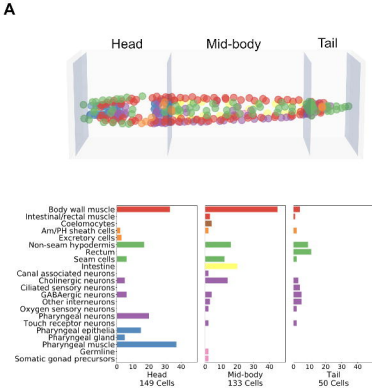 A
Head Mid-body Tail
Body wall muscle
Intestinal/rectal muscle
Coelomocytes
Am/PH sheath cells
Excretory cells
Non-seam hypodermis
Rectum
Seam cells
Intestine
Canal associated neurons
Cholinergic neurons
Ciliated sensory neurons
GABAergic neurons
Other interneurons
Oxygen sensory neurons
Pharyngeal neurons
Touch receptor neurons
Pharyngeal epithelia
Pharyngeal gland
Pharyngeal muscle
Germline
Somatic gonad precursors
0 10 20 30 40 0 10 20 30 40 0 10 20 30 40
Head Mid-body Tail
149 Cells 133 Cells 50 Cells